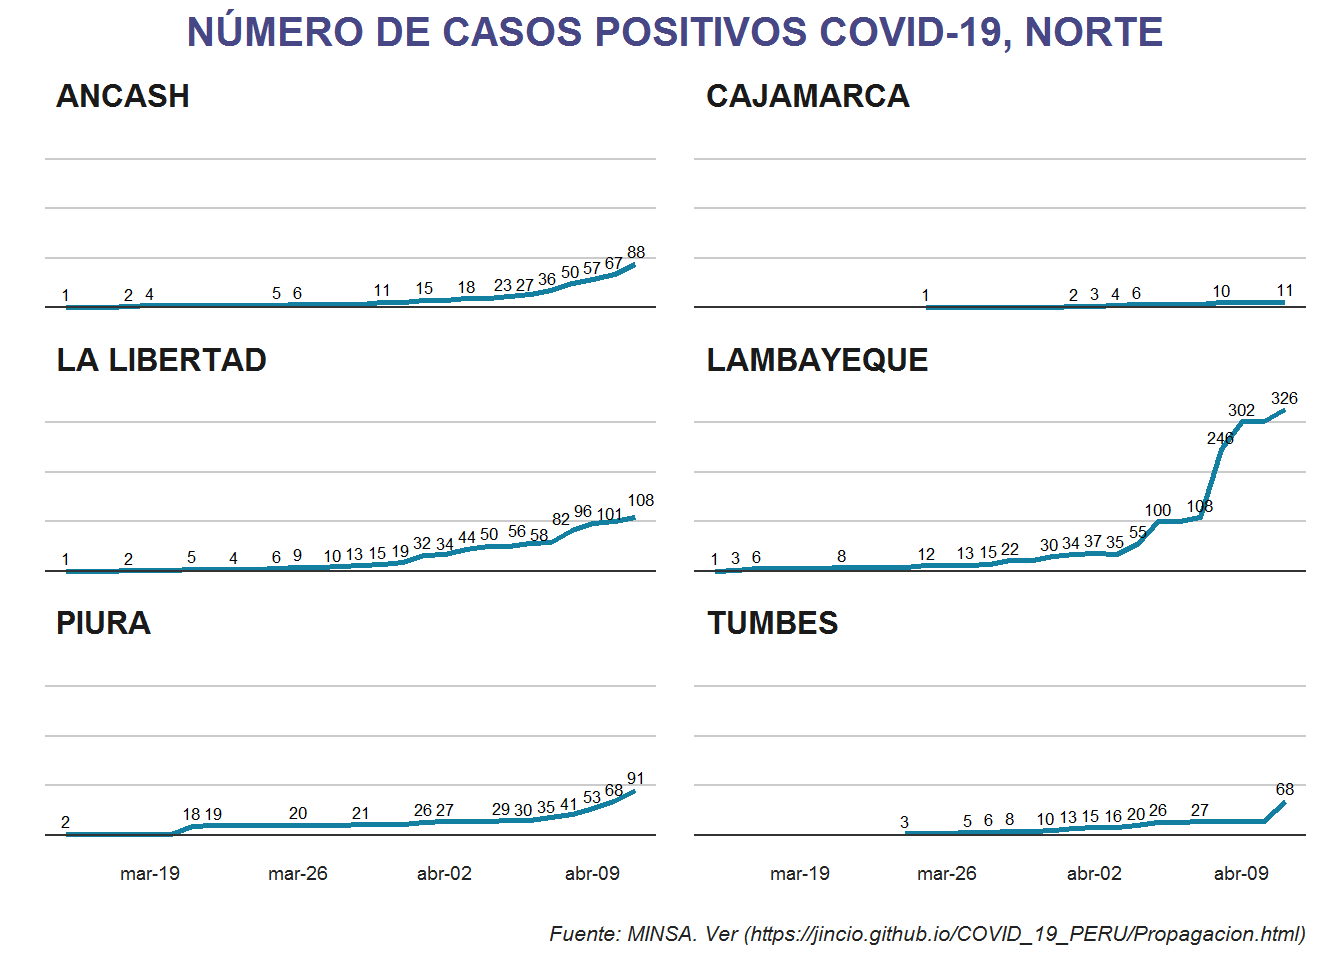 NÚMERO DE CASOS POSITIVOS COVID-19, NORTE
ANCASH
1 2 4 5 6 11 15 18 23 27 36 50 57 67 88
CAJAMARCA
1 2 3 4 6 10 11
LA LIBERTAD
1 2 5 4 6 9 10 13 15 19 32 34 44 50 56 58 82 96 101 108
LAMBAYEQUE
1 3 6 8 12 13 15 22 30 34 37 35 55 100 108 246 302 326
PIURA
2 18 19 20 21 26 27 29 30 35 41 53 68 91
TUMBES
3 5 6 8 10 13 15 16 20 26 27 68
mar-19 mar-26 abr-02 abr-09
mar-19 mar-26 abr-02 abr-09
Fuente: MINSA. Ver (https://jincio.github.io/COVID_19_PERU/Propagacion.html)